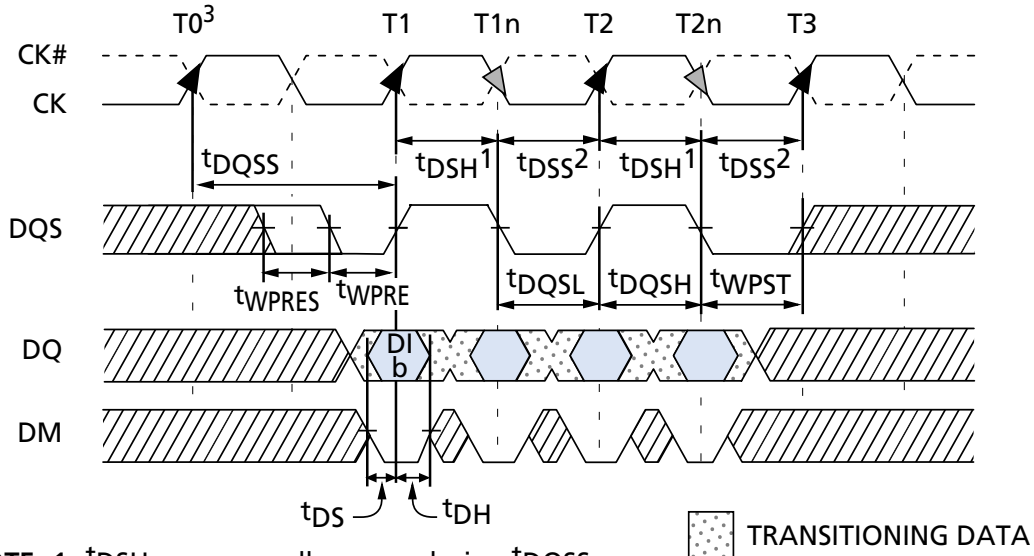 T0³ T1 T1n T2 T2n T3
CK#
CK
tDQSS tDSH¹ tDSS² tDSH¹ tDSS²
DQS
tWPRES tWPRE tDQSL tDQSH tWPST
DQ
DI
b
DM
tDS tDH
TRANSITIONING DATA